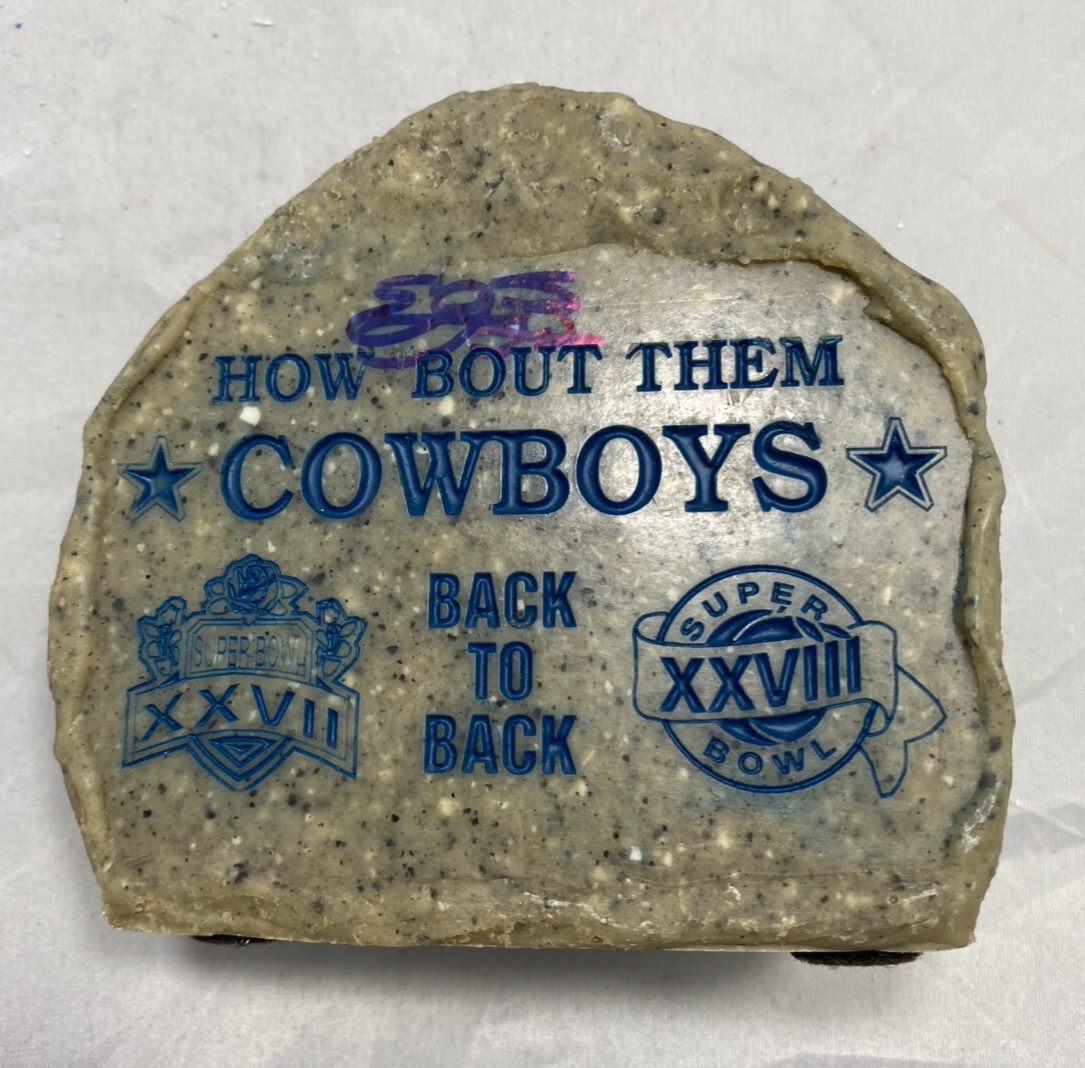 HOW 'BOUT THEM
COWBOYS
SUPER BOWL
XXVII
BACK
TO
BACK
SUPER
XXVIII
BOWL